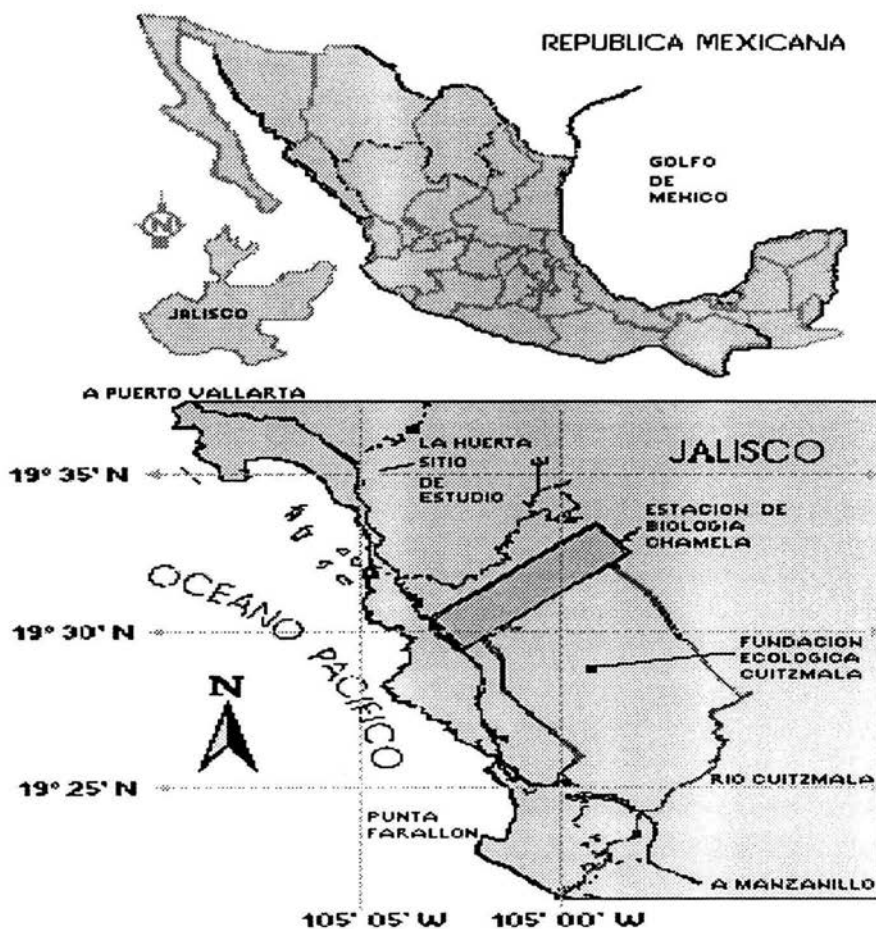 REPUBLICA MEXICANA
GOLFO
DE
MEXICO
N
JALISCO
A PUERTO VALLARTA
LA HUERTA
SITIO
DE
ESTUDIO
JALISCO
19° 35' N
ESTACION DE
BIOLOGIA
CHAMELA
OCEANO PACIFICO
19° 30' N
FUNDACION
ECOLOGICA
CUITZMALA
N
19° 25' N
RIO CUITZMALA
PUNTA
FARALLON
A MANZANILLO
105° 05' W
105° 00' W